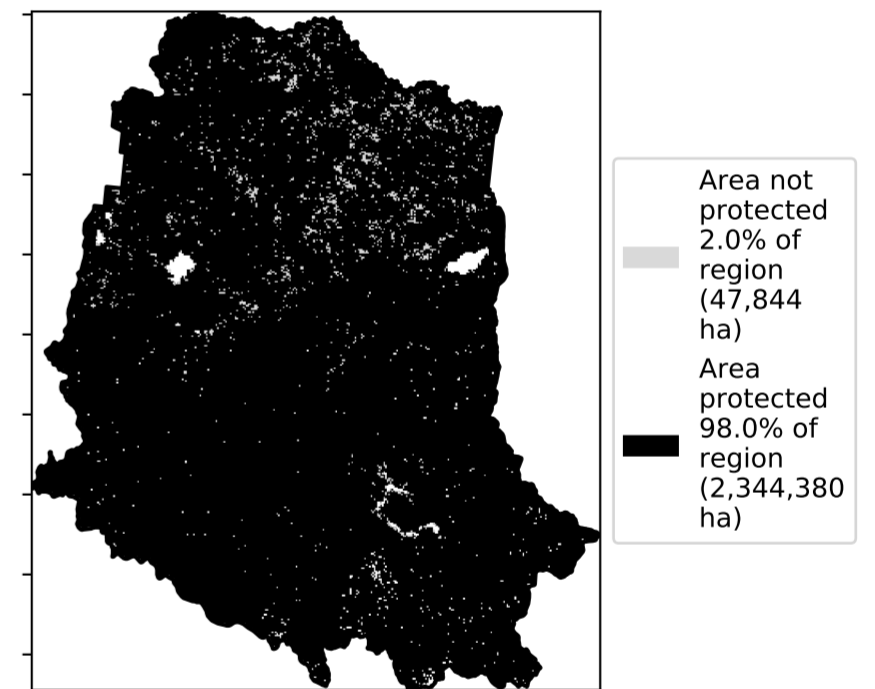 Area not
protected
2.0% of
region
(47,844
ha)
Area
protected
98.0% of
region
(2,344,380
ha)